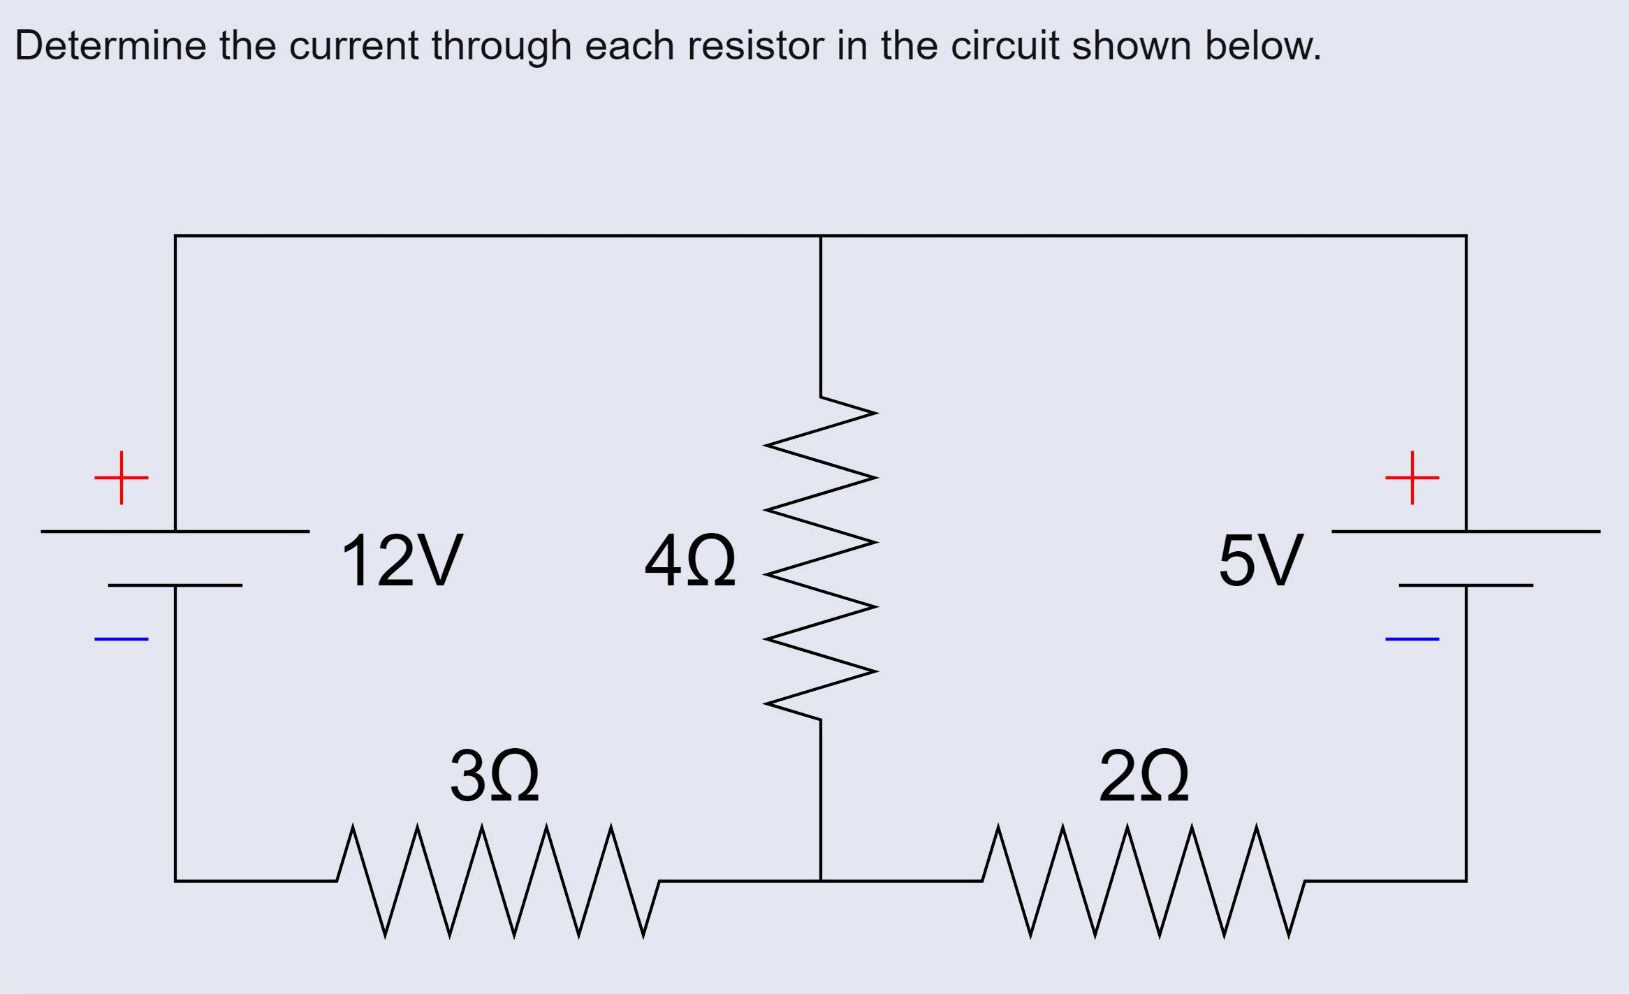 Determine the current through each resistor in the circuit shown below.
+
+
12V
4Ω
5V
−
−
3Ω
2Ω